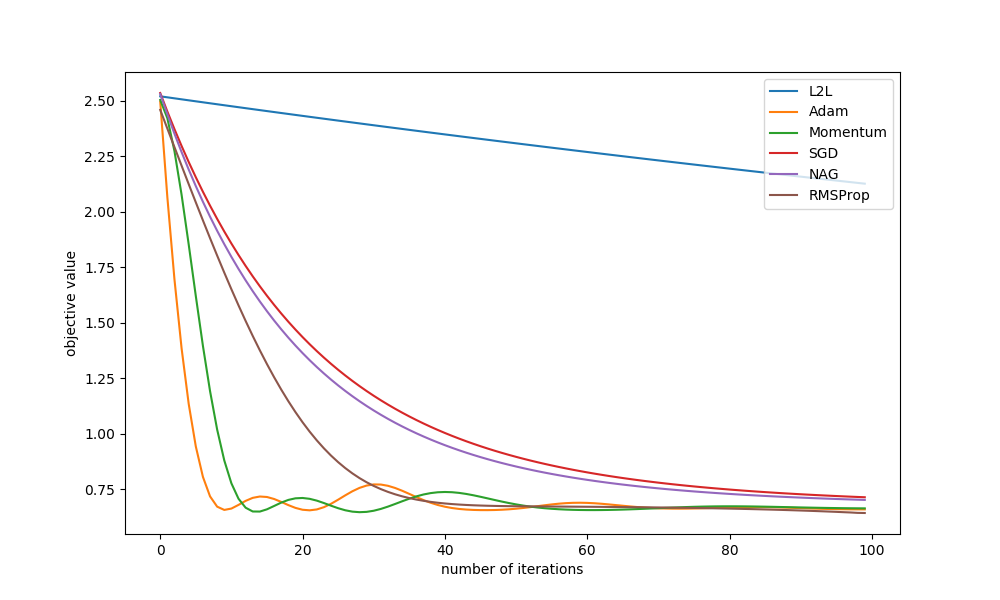 2.50
2.25
2.00
1.75
1.50
1.25
1.00
0.75
objective value
0
20
40
60
80
100
number of iterations
L2L
Adam
Momentum
SGD
NAG
RMSProp